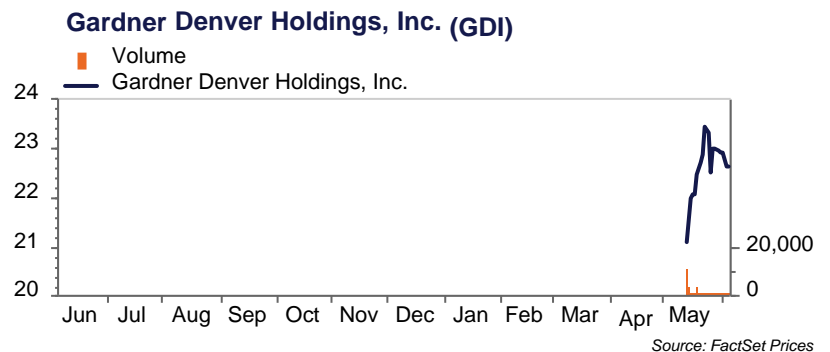 Gardner Denver Holdings, Inc. (GDI)
Volume
Gardner Denver Holdings, Inc.
24
23
22
21
20
20,000
0
Jun Jul Aug Sep Oct Nov Dec Jan Feb Mar Apr May
Source: FactSet Prices